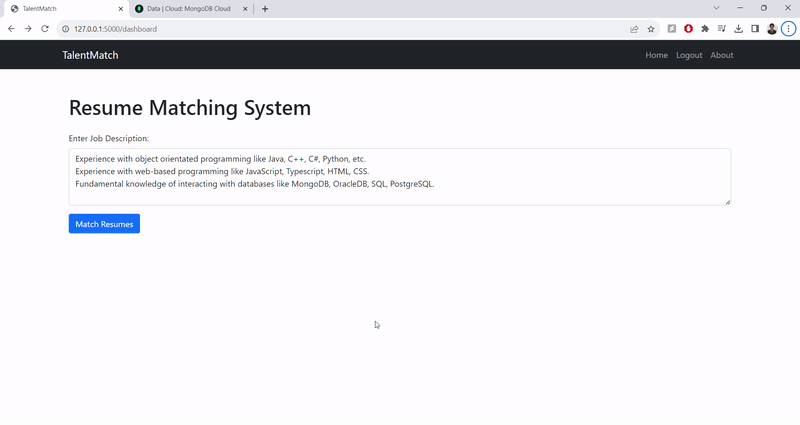 TalentMatch
Data | Cloud: MongoDB Cloud
127.0.0.1:5000/dashboard
TalentMatch
Home Logout About
Resume Matching System
Enter Job Description:
Experience with object orientated programming like Java, C++, C#, Python, etc.
Experience with web-based programming like JavaScript, Typescript, HTML, CSS.
Fundamental knowledge of interacting with databases like MongoDB, OracleDB, SQL, PostgreSQL.
Match Resumes